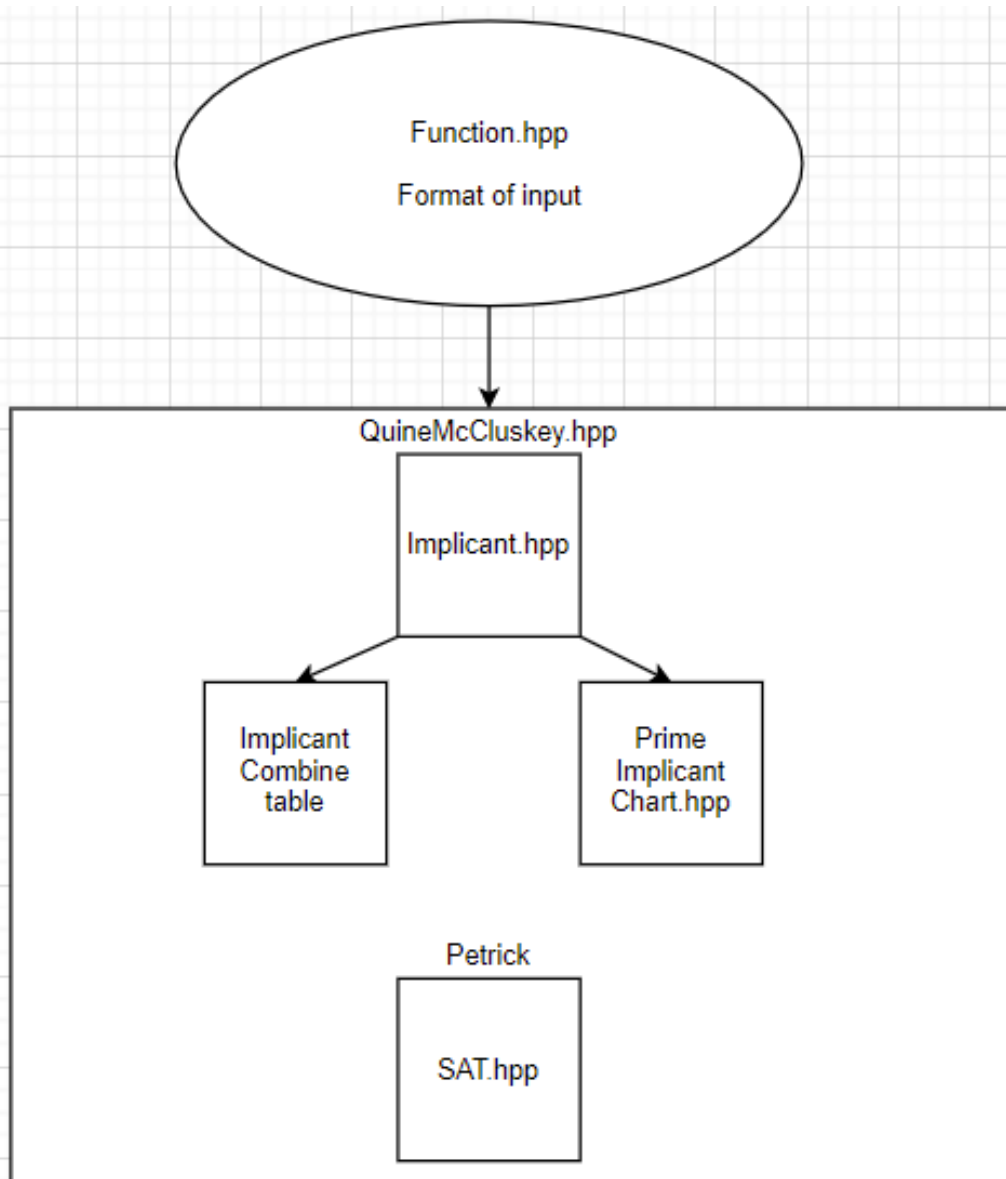 Function.hpp
Format of input
QuineMcCluskey.hpp
Implicant.hpp
Implicant
Combine
table
Prime
Implicant
Chart.hpp
Petrick
SAT.hpp